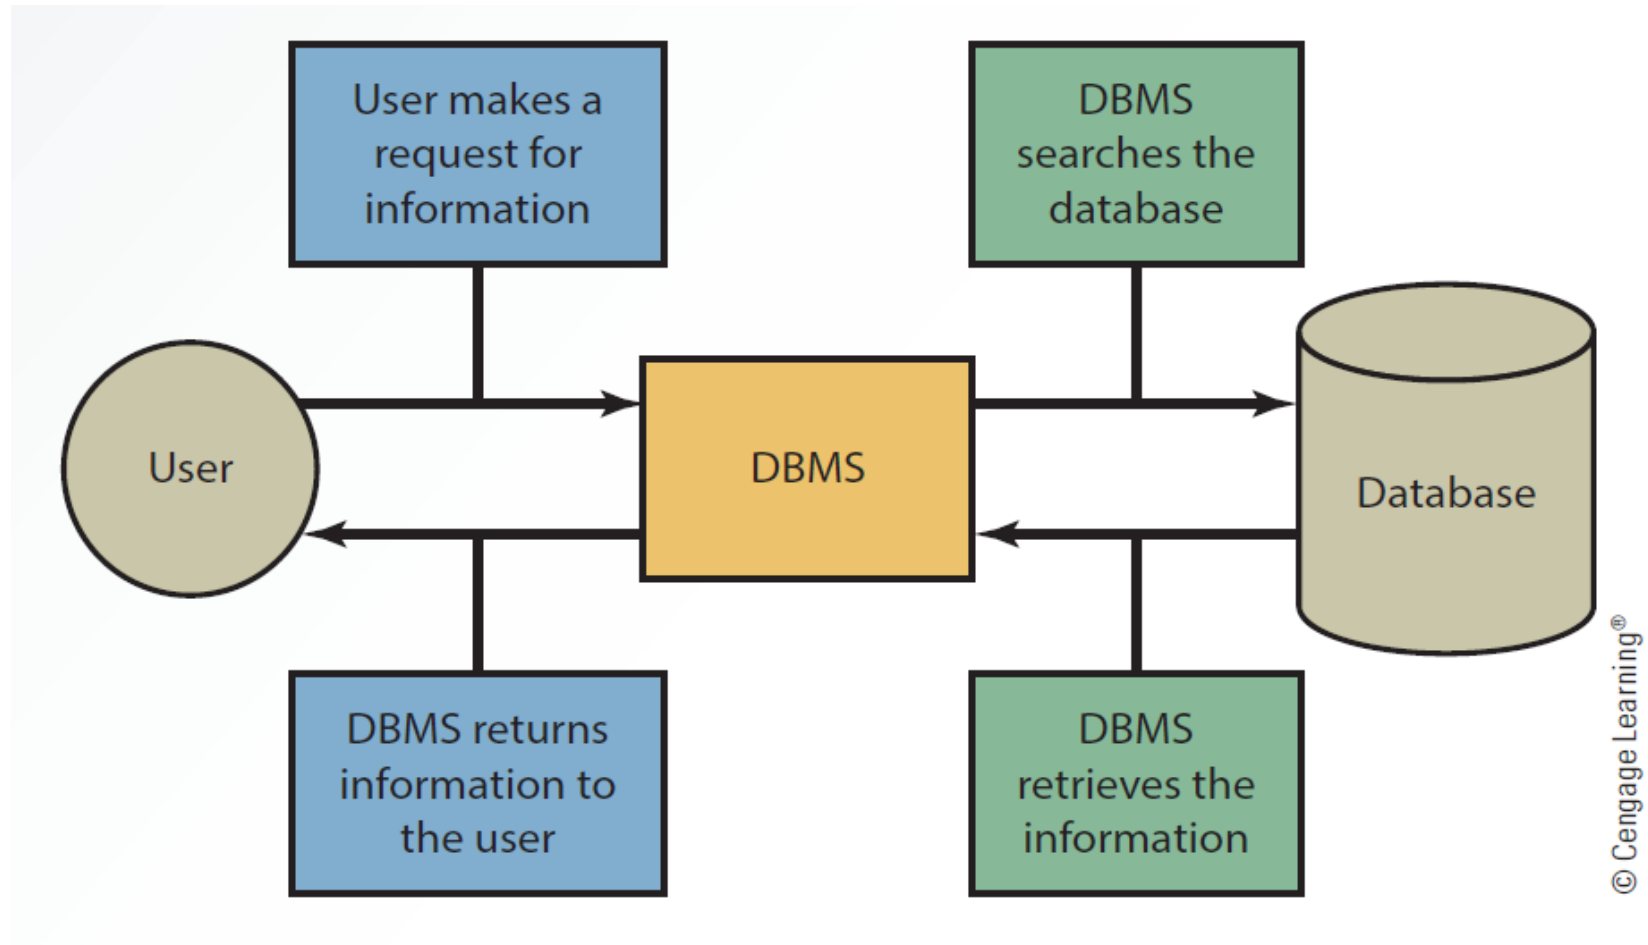 User makes a
request for
information
DBMS
searches the
database
User
DBMS
Database
DBMS returns
information to
the user
DBMS
retrieves the
information
© Cengage Learning®